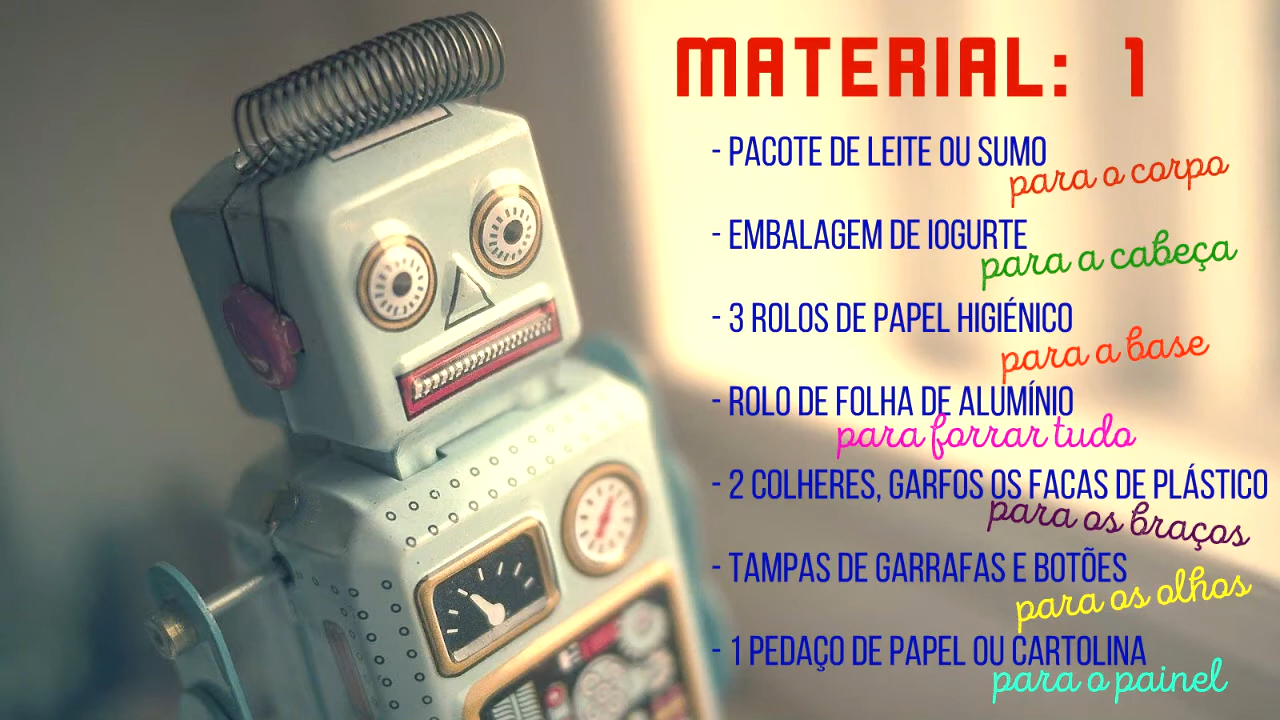 MATERIAL: 1
- PACOTE DE LEITE OU SUMO
para o corpo
- EMBALAGEM DE IOGURTE
para a cabeça
- 3 ROLOS DE PAPEL HIGIÉNICO
para a base
- ROLO DE FOLHA DE ALUMÍNIO
para forrar tudo
- 2 COLHERES, GARFOS OS FACAS DE PLÁSTICO
para os braços
- TAMPAS DE GARRAFAS E BOTÕES
para os olhos
- 1 PEDAÇO DE PAPEL OU CARTOLINA
para o painel